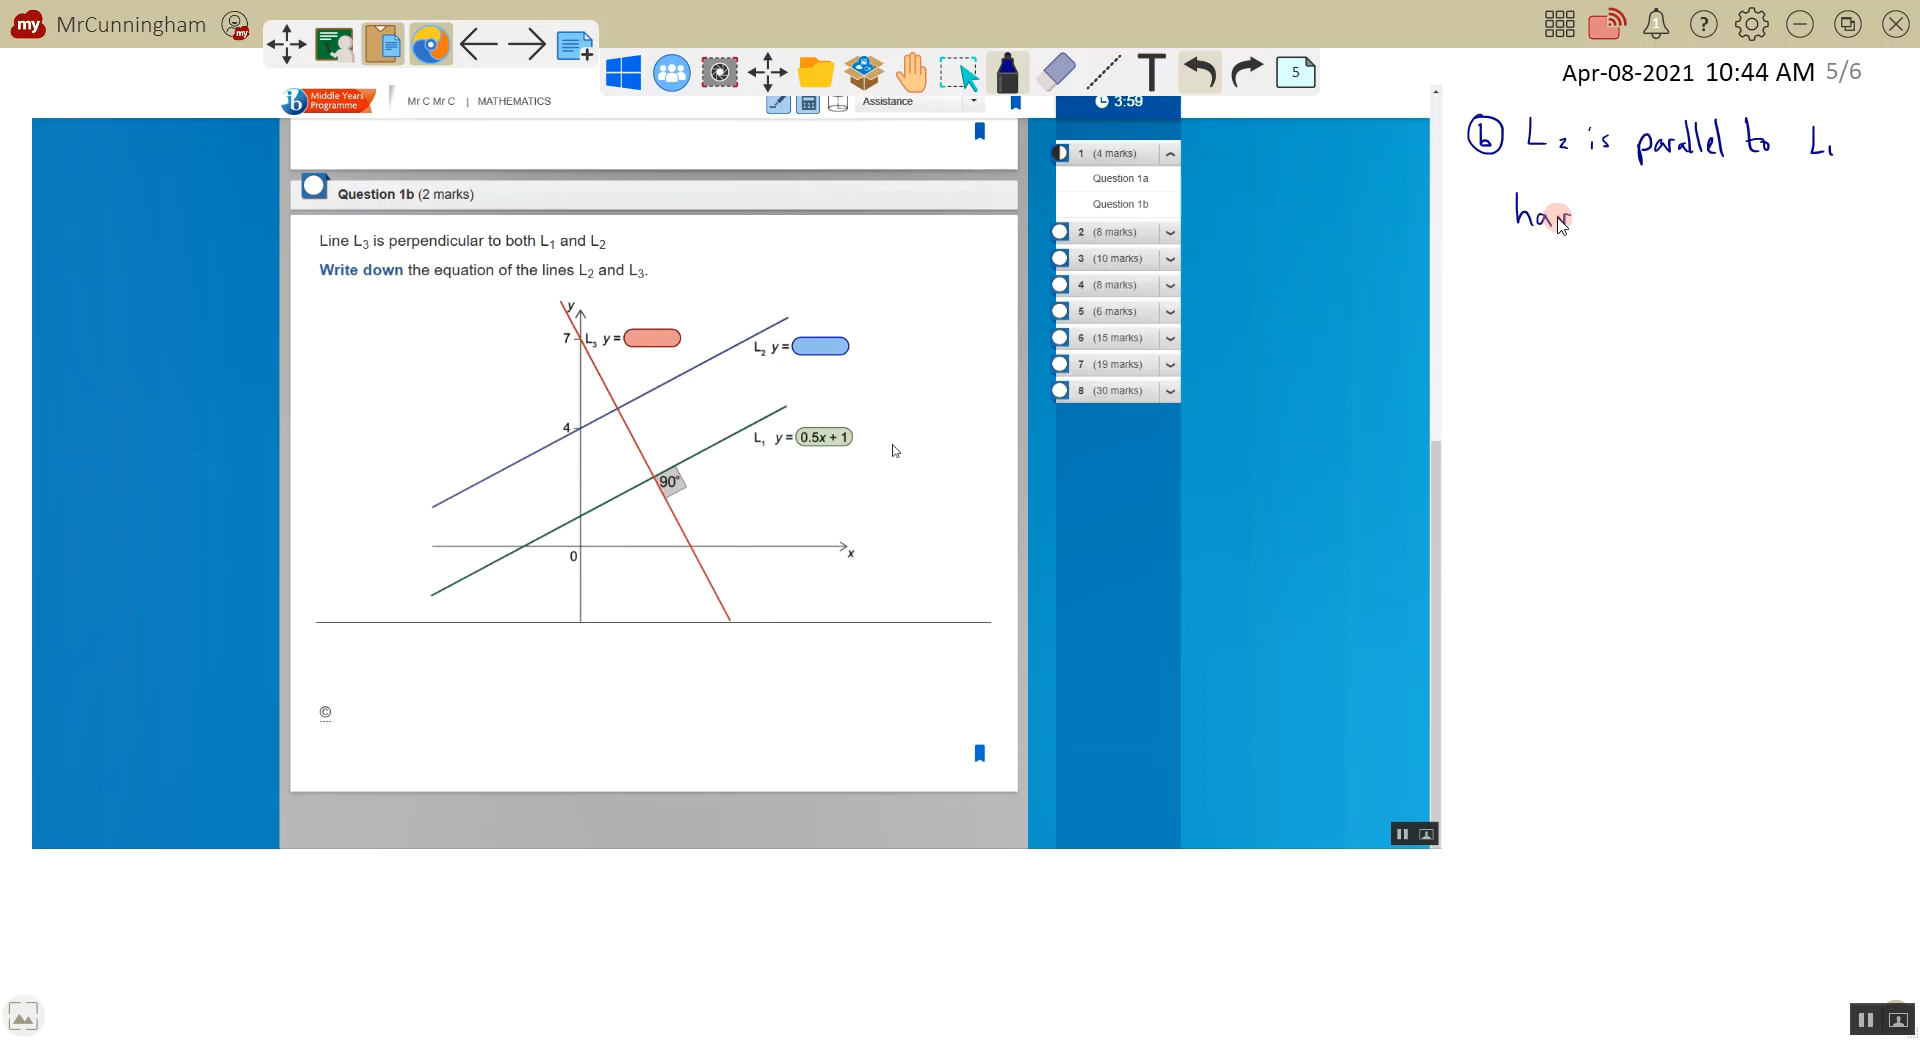 my MrCunningham
my
1
?
T
5
Apr-08-2021 10:44 AM 5/6
ib Middle Years Programme
Mr C Mr C | MATHEMATICS
Assistance
3:59
Question 1b (2 marks)
Line L3 is perpendicular to both L1 and L2
Write down the equation of the lines L2 and L3.
y
7
L3 y =
L2 y =
4
L1 y = 0.5x + 1
90°
0
x
©
1 (4 marks)
Question 1a
Question 1b
2 (8 marks)
3 (10 marks)
4 (8 marks)
5 (6 marks)
6 (15 marks)
7 (19 marks)
8 (30 marks)
b L2 is parallel to L1